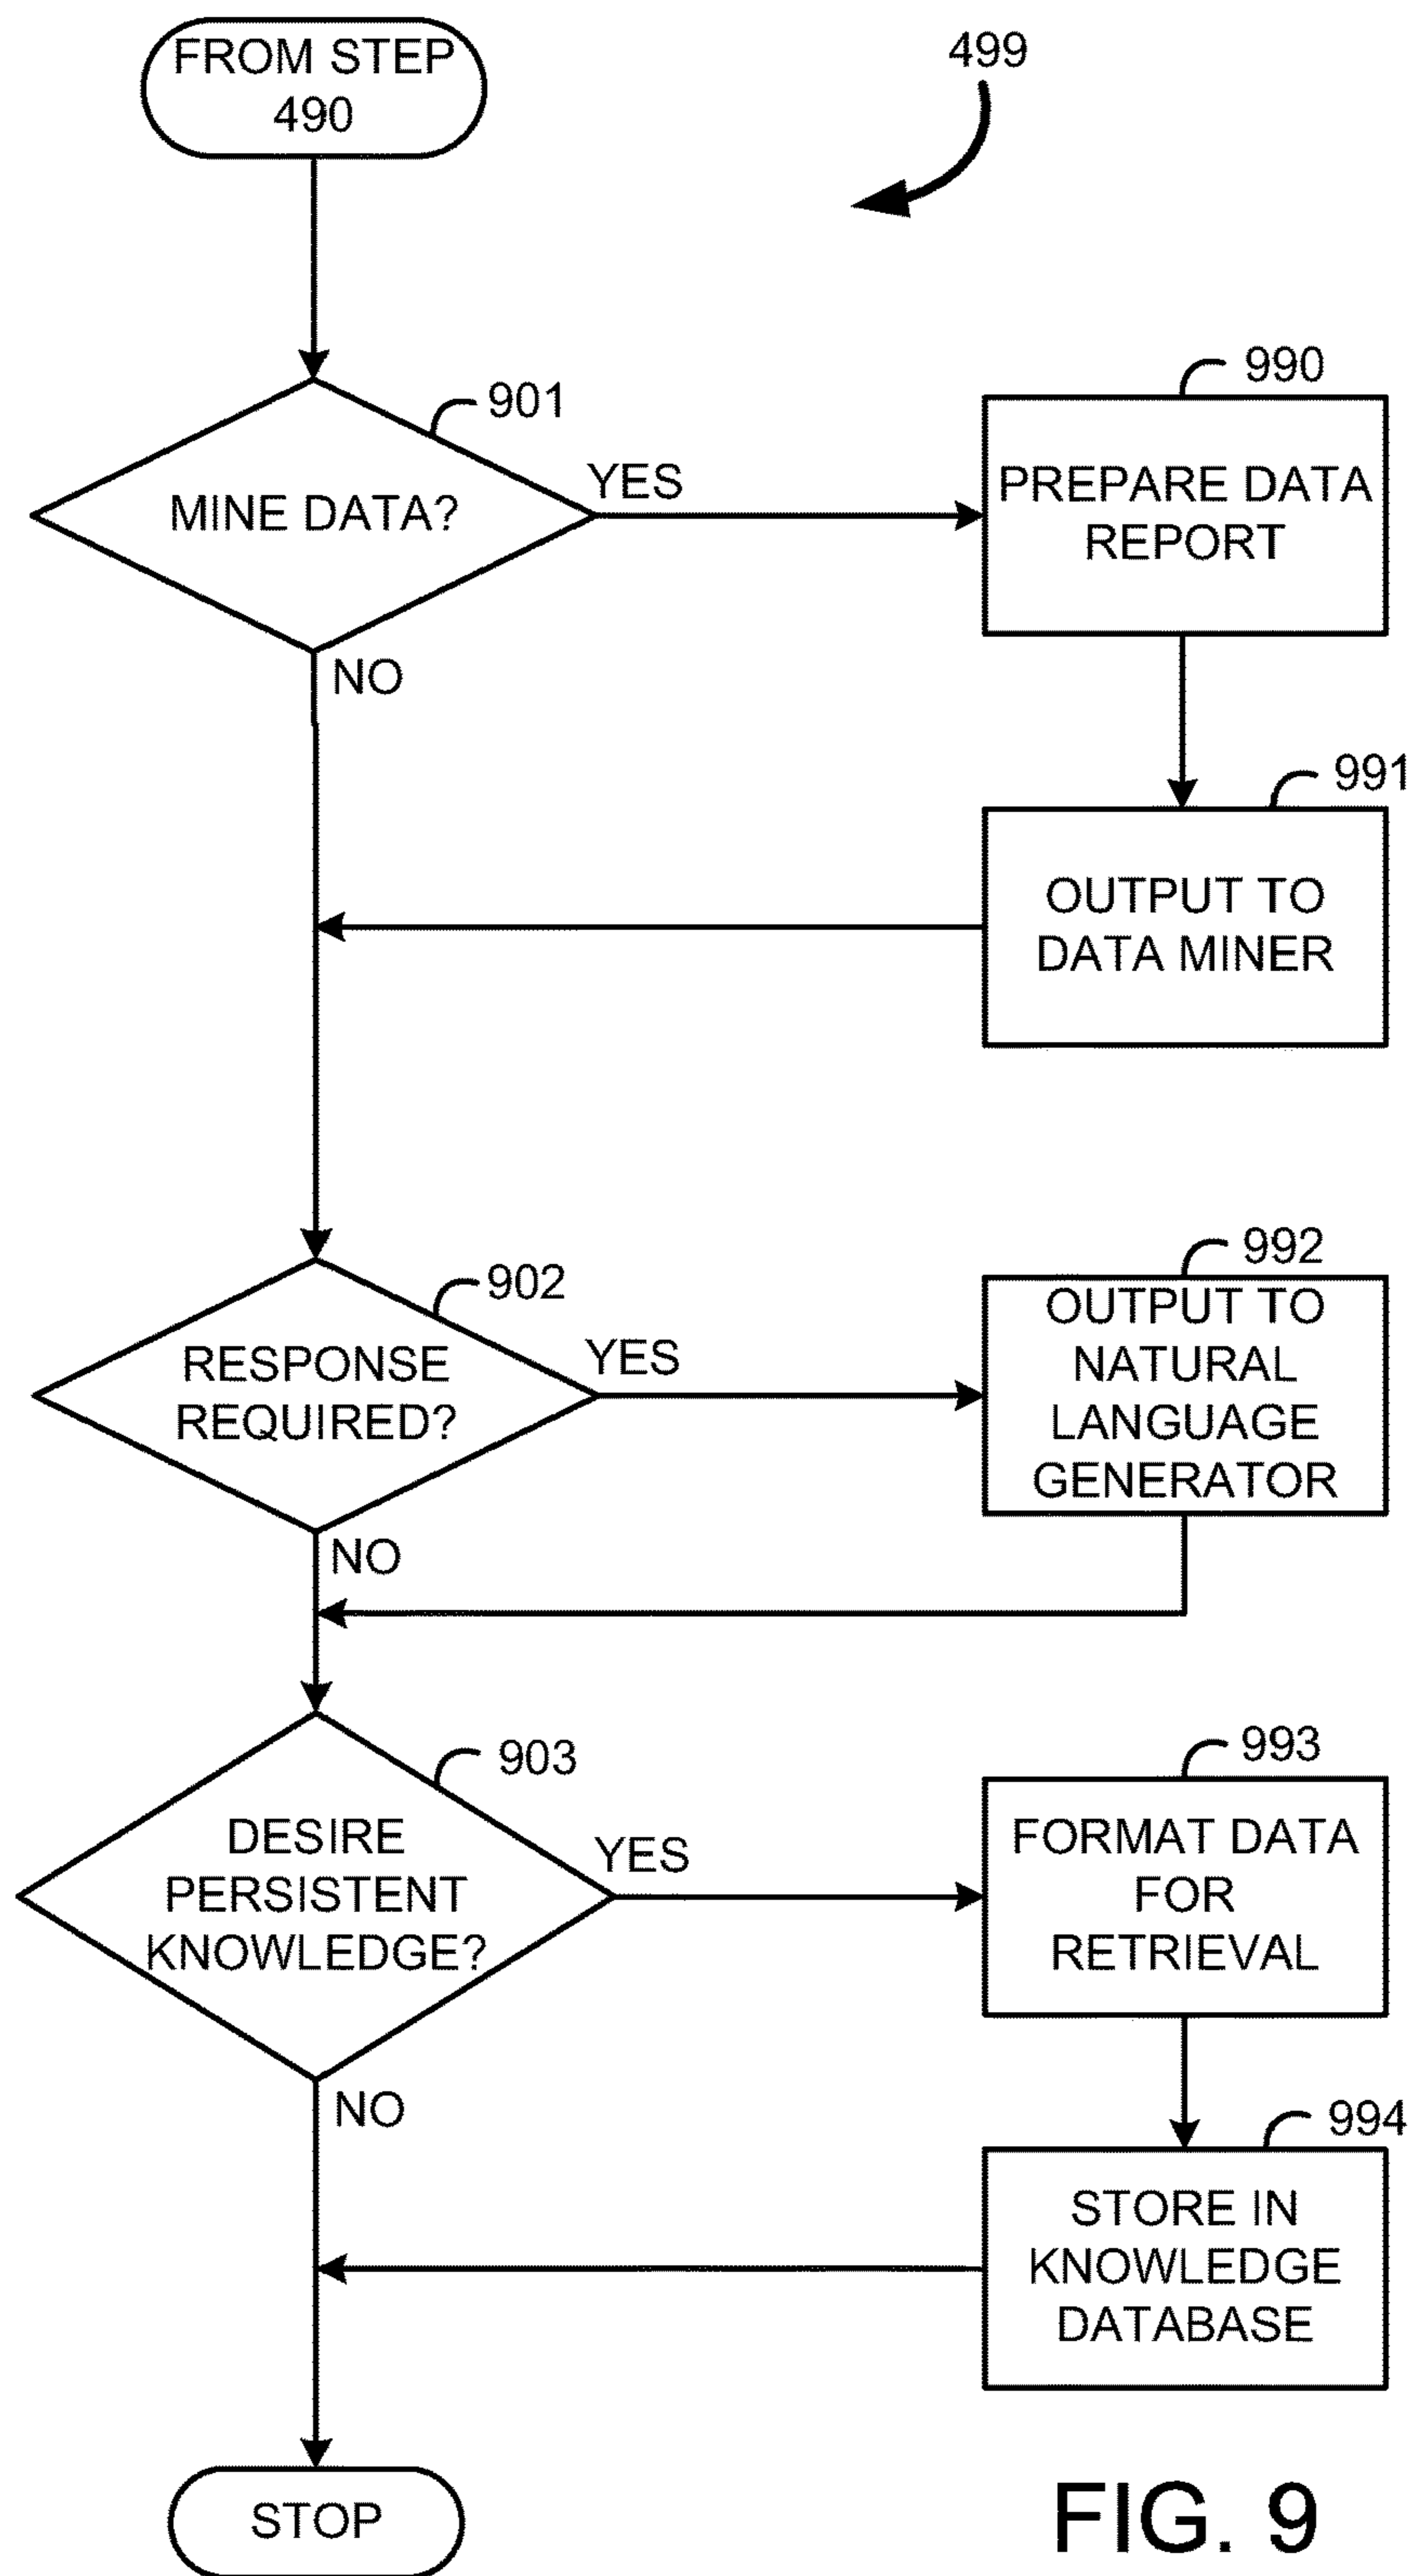 FROM STEP
490
499
901
MINE DATA?
YES
NO
990
PREPARE DATA
REPORT
991
OUTPUT TO
DATA MINER
902
RESPONSE
REQUIRED?
YES
NO
992
OUTPUT TO
NATURAL
LANGUAGE
GENERATOR
903
DESIRE
PERSISTENT
KNOWLEDGE?
YES
NO
993
FORMAT DATA
FOR
RETRIEVAL
994
STORE IN
KNOWLEDGE
DATABASE
STOP
FIG. 9